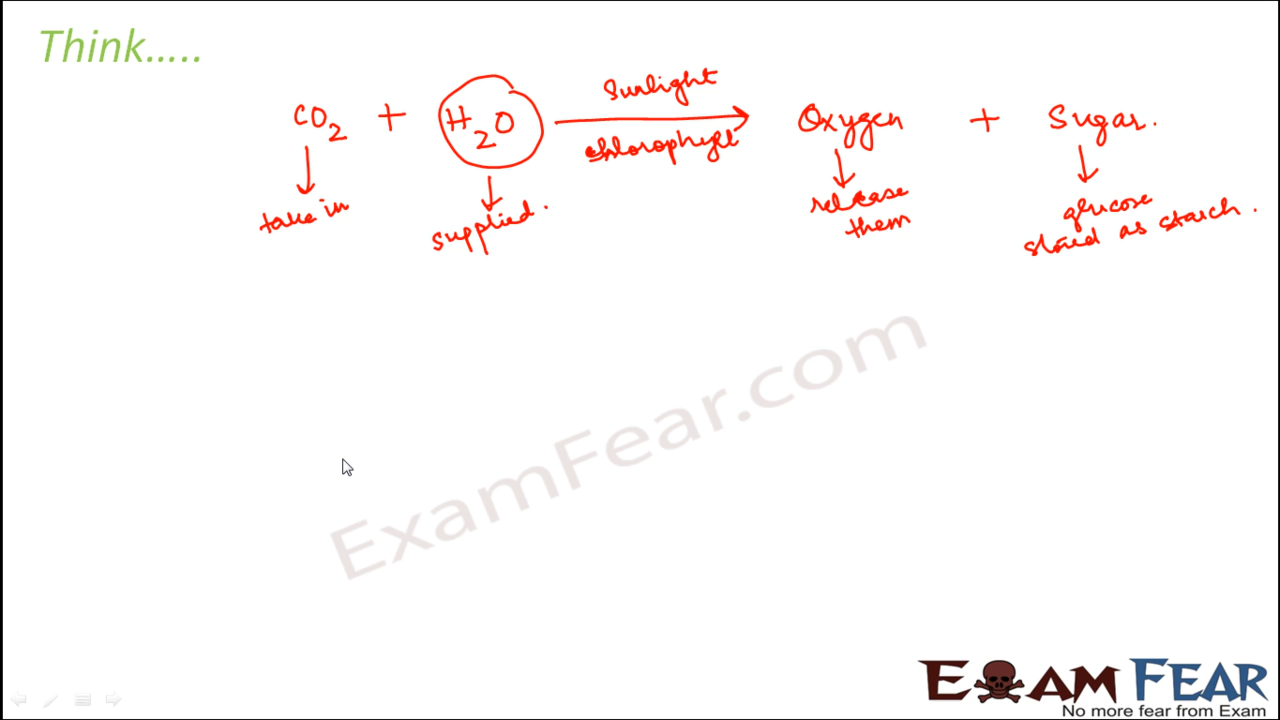 Think.....
CO2 + H2O Sunlight chlorophyll Oxygen + Sugar.
take in
supplied.
release
them
glucose
stored as starch.
ExamFear.com
EXAM FEAR
No more fear from Exam